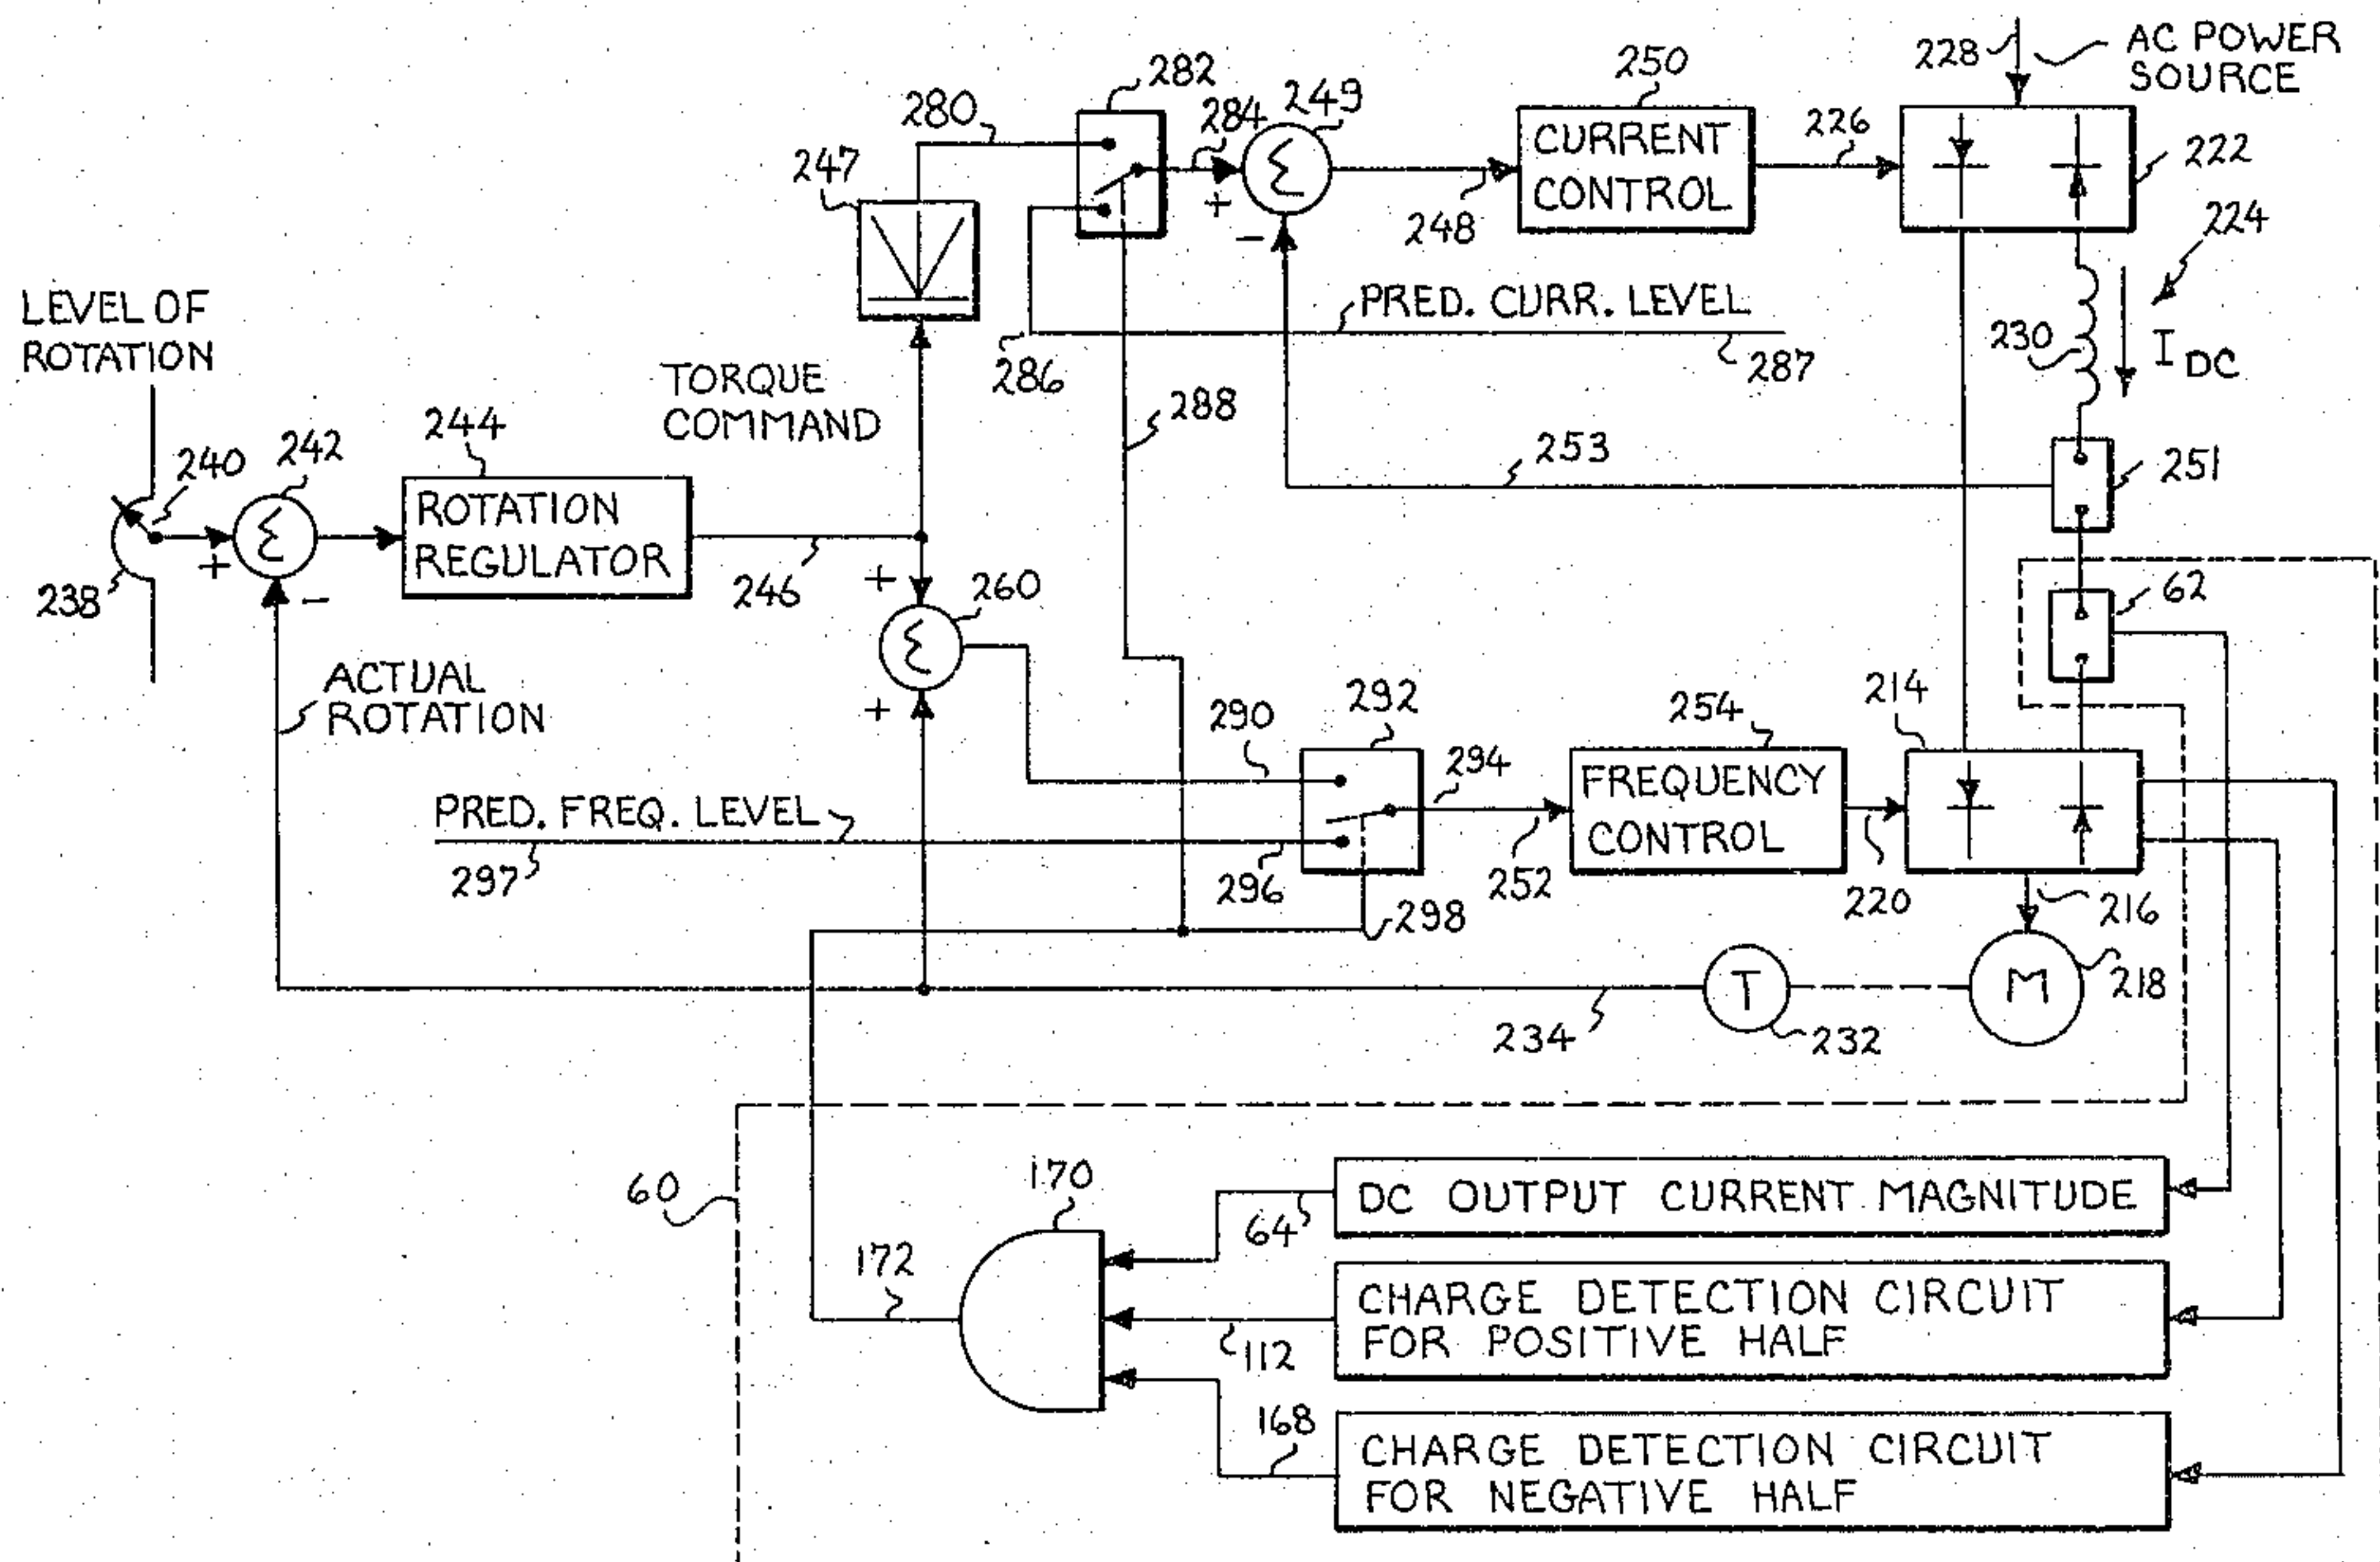 228
AC POWER
SOURCE
282
250
249
280
284
226
CURRENT
CONTROL
247
Σ
222
+
248
224
−
LEVEL OF
ROTATION
PRED. CURR. LEVEL
230
I DC
286
287
TORQUE
COMMAND
288
244
242
240
253
251
ROTATION
REGULATOR
Σ
+
−
238
246
+
260
62
Σ
ACTUAL
ROTATION
+
292
214
254
290
294
FREQUENCY
CONTROL
PRED. FREQ. LEVEL
297
296
252
220
216
298
T
M
218
234
232
170
60
DC OUTPUT CURRENT MAGNITUDE
64
172
CHARGE DETECTION CIRCUIT
FOR POSITIVE HALF
112
168
CHARGE DETECTION CIRCUIT
FOR NEGATIVE HALF